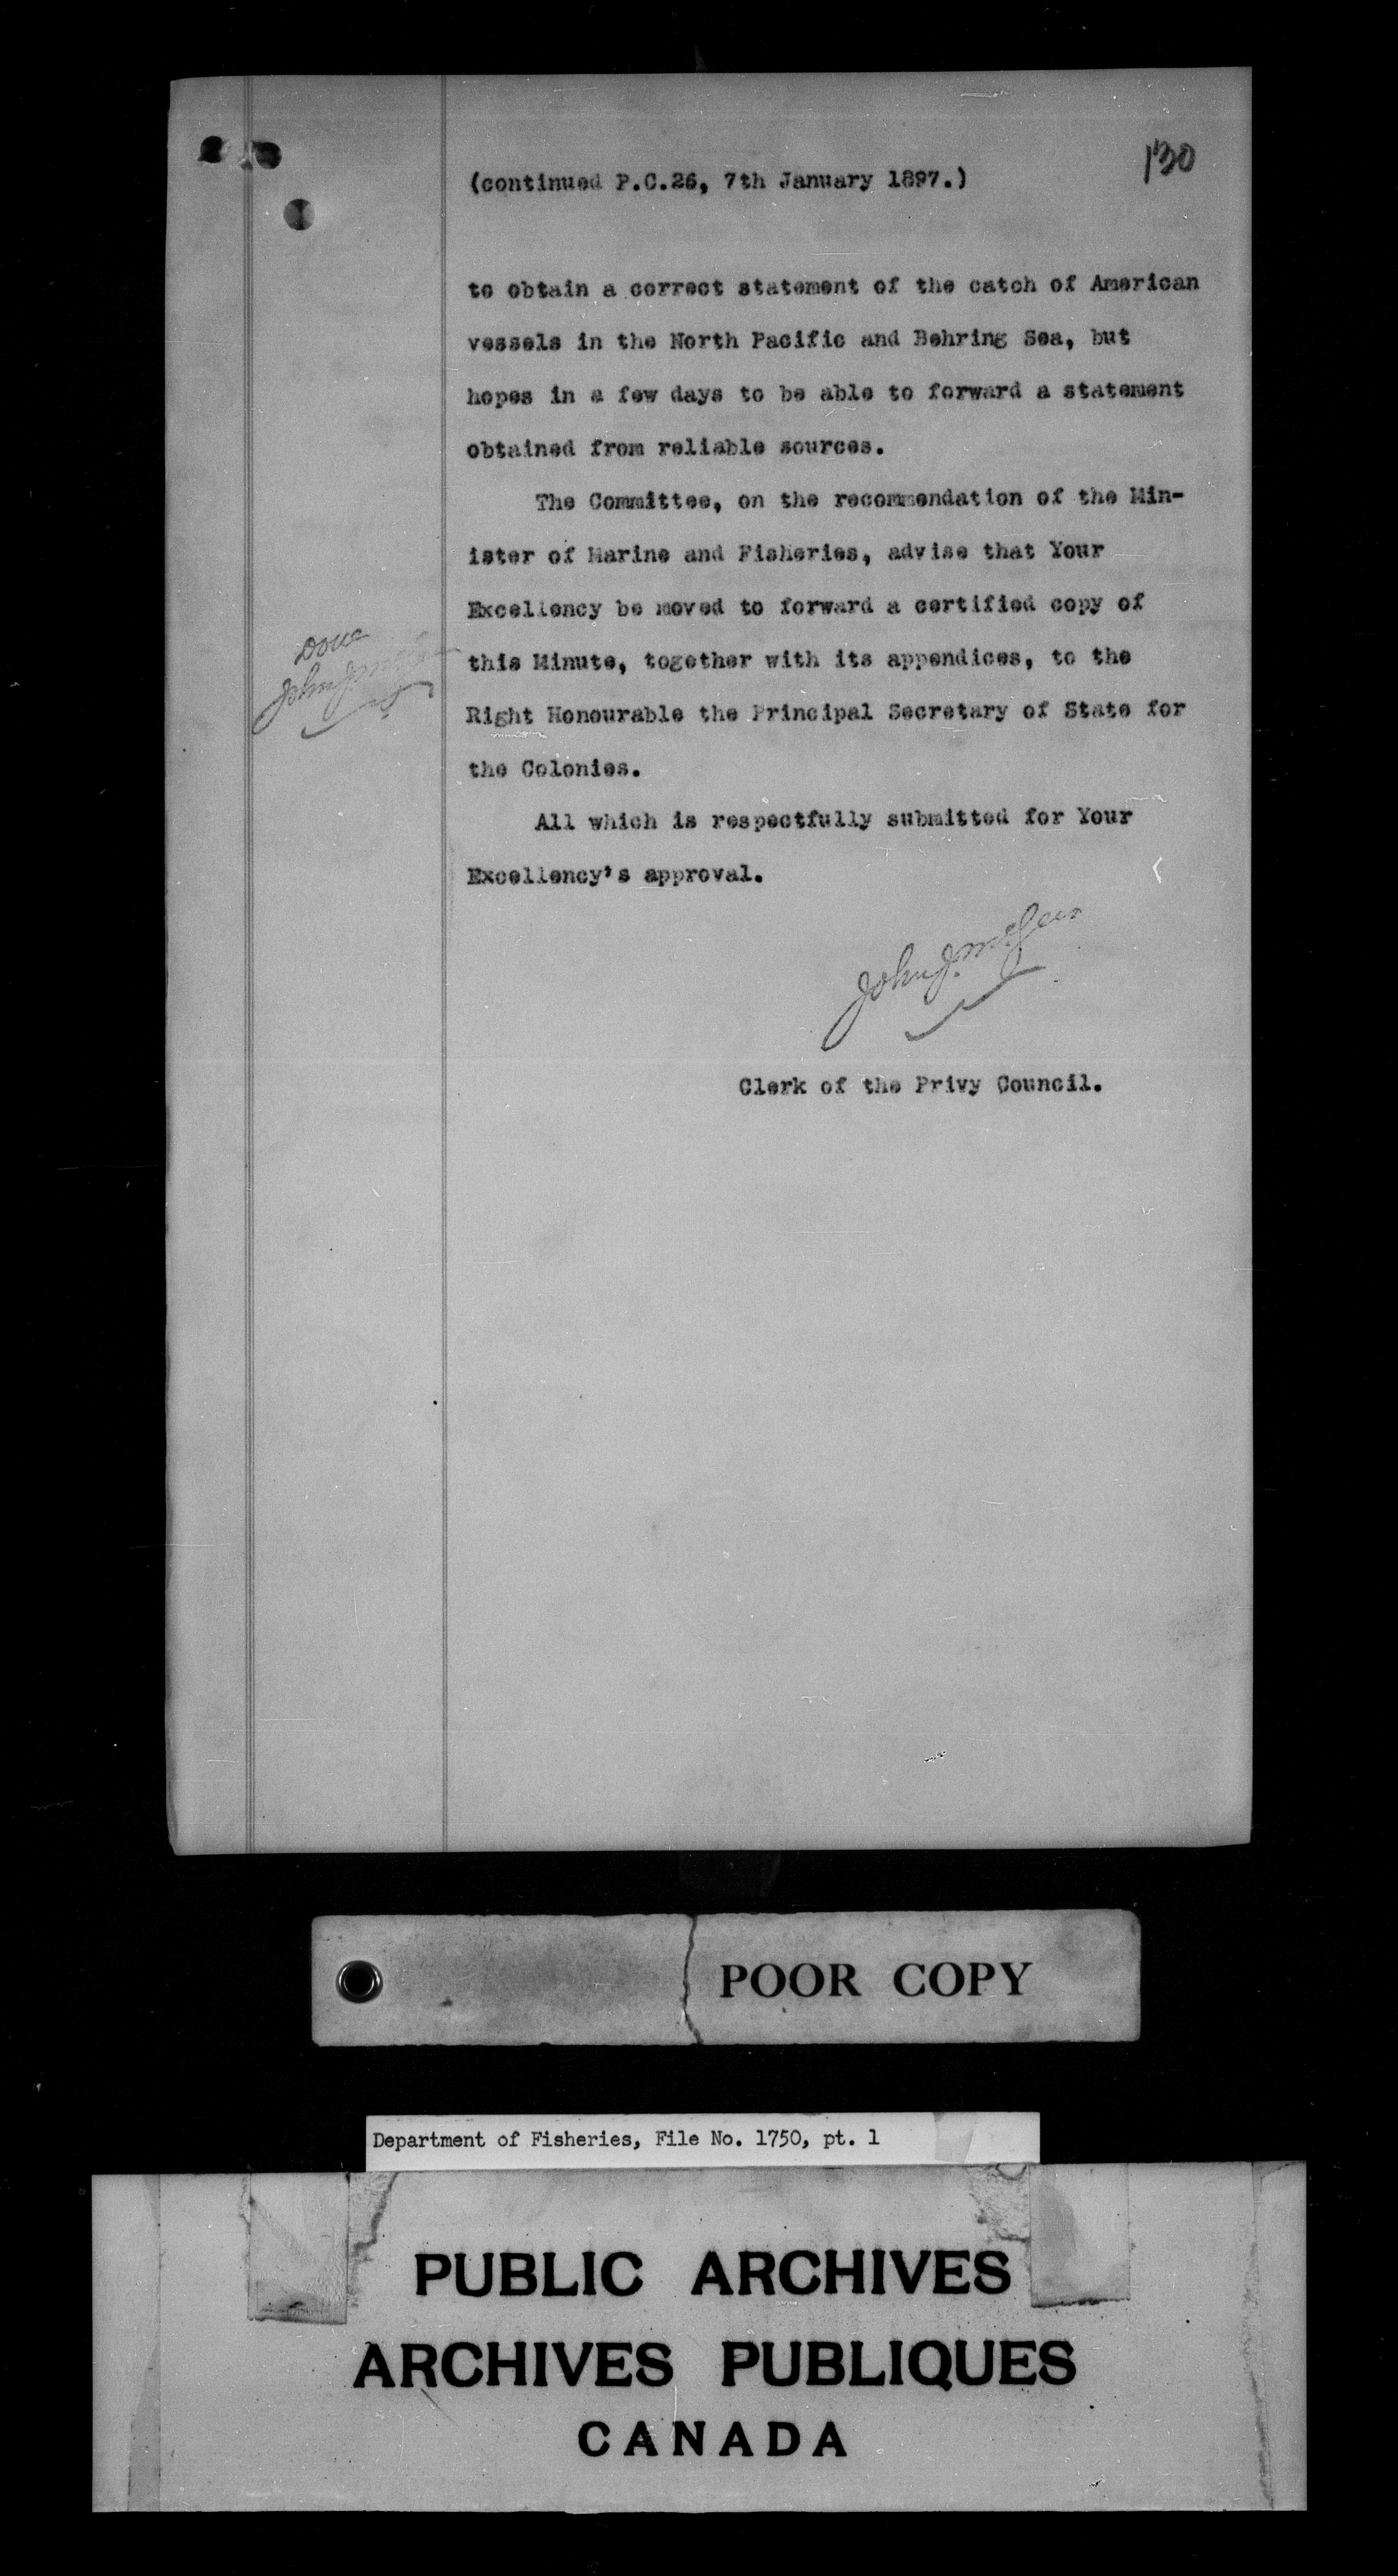 130
(continued P.C.26, 7th January 1897.)
to obtain a correct statement of the catch of American
vessels in the North Pacific and Behring Sea, but
hopes in a few days to be able to forward a statement
obtained from reliable sources.
The Committee, on the recommendation of the Min-
ister of Marine and Fisheries, advise that Your
Excellency be moved to forward a certified copy of
this Minute, together with its appendices, to the
Right Honourable the Principal Secretary of State for
the Colonies.
All which is respectfully submitted for Your
Excellency's approval.
Done
John J.
John J. McGee
Clerk of the Privy Council.
POOR COPY
Department of Fisheries, File No. 1750, pt. 1
PUBLIC ARCHIVES
ARCHIVES PUBLIQUES
CANADA